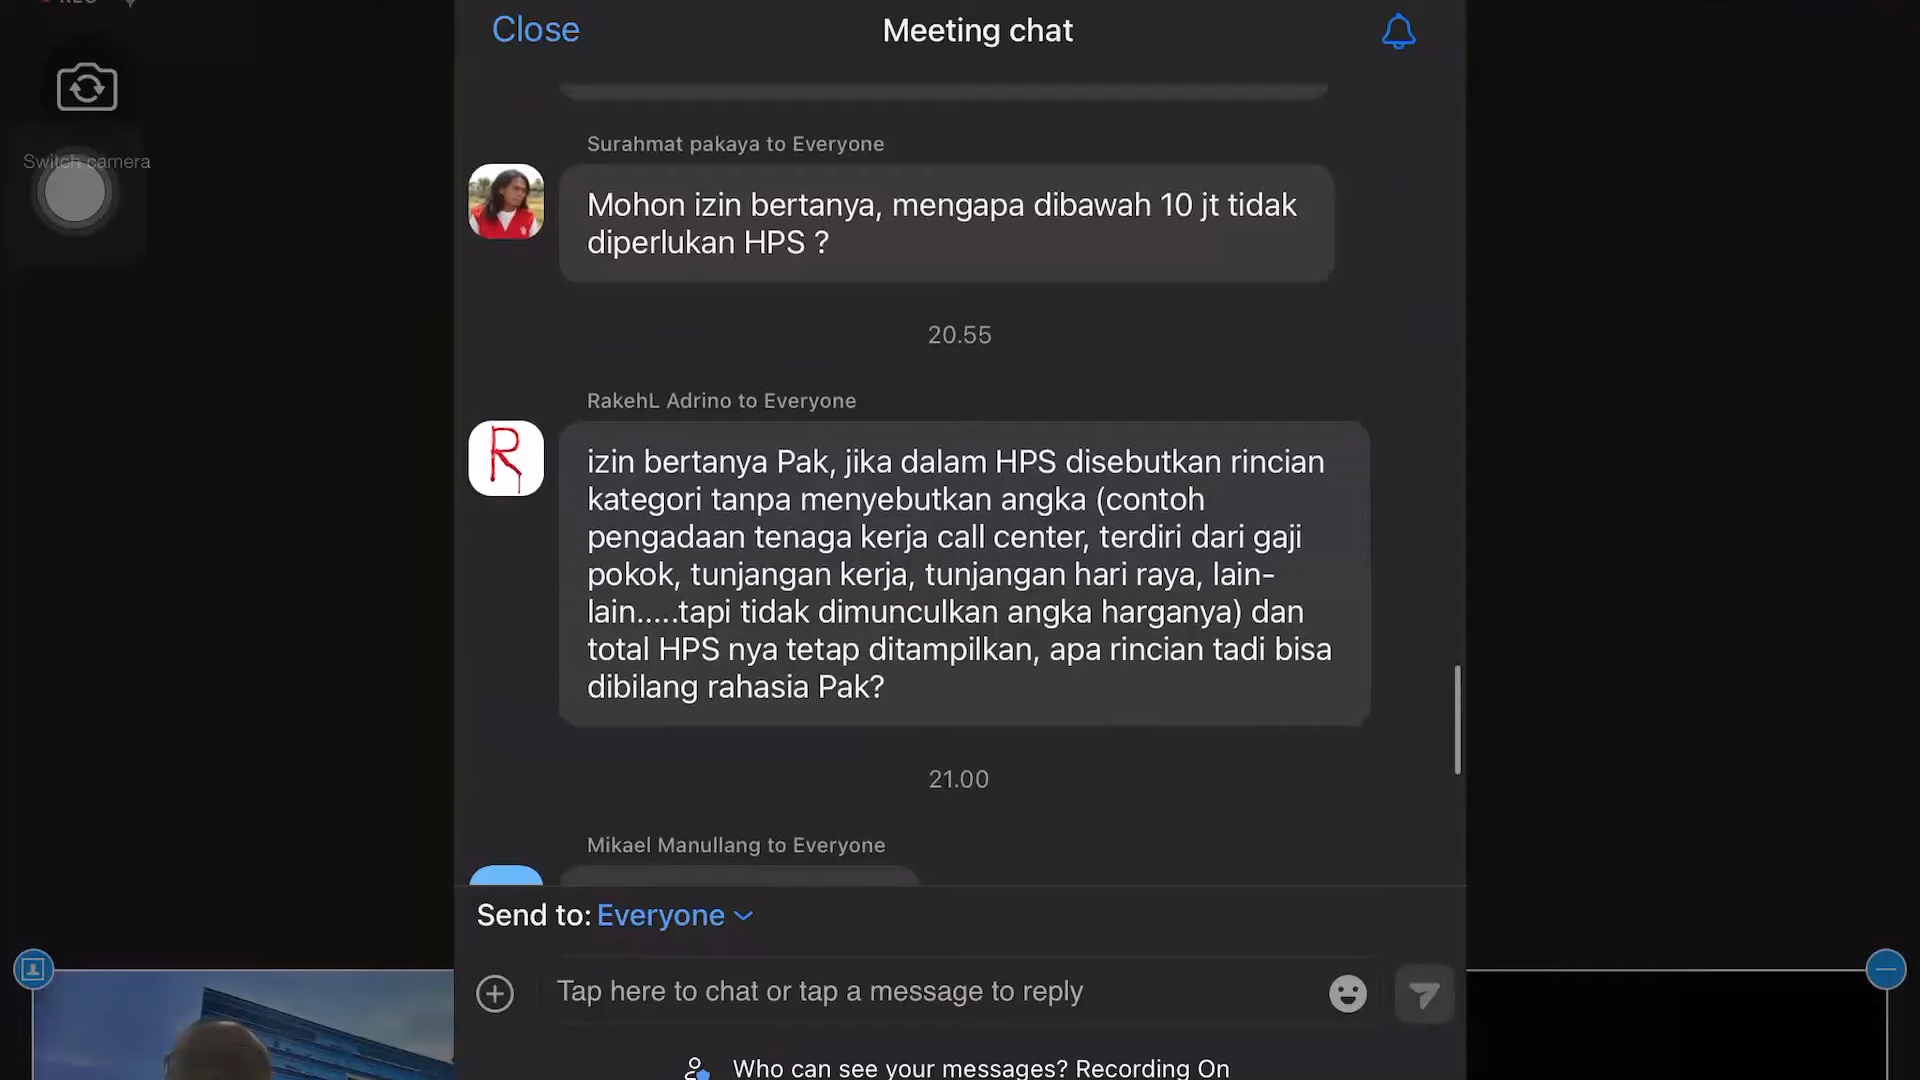 Close
Meeting chat
Switch camera
Surahmat pakaya to Everyone
Mohon izin bertanya, mengapa dibawah 10 jt tidak
diperlukan HPS ?
20.55
RakehL Adrino to Everyone
R
izin bertanya Pak, jika dalam HPS disebutkan rincian
kategori tanpa menyebutkan angka (contoh
pengadaan tenaga kerja call center, terdiri dari gaji
pokok, tunjangan kerja, tunjangan hari raya, lain-
lain.....tapi tidak dimunculkan angka harganya) dan
total HPS nya tetap ditampilkan, apa rincian tadi bisa
dibilang rahasia Pak?
21.00
Mikael Manullang to Everyone
Send to: Everyone
Tap here to chat or tap a message to reply
Who can see your messages? Recording On